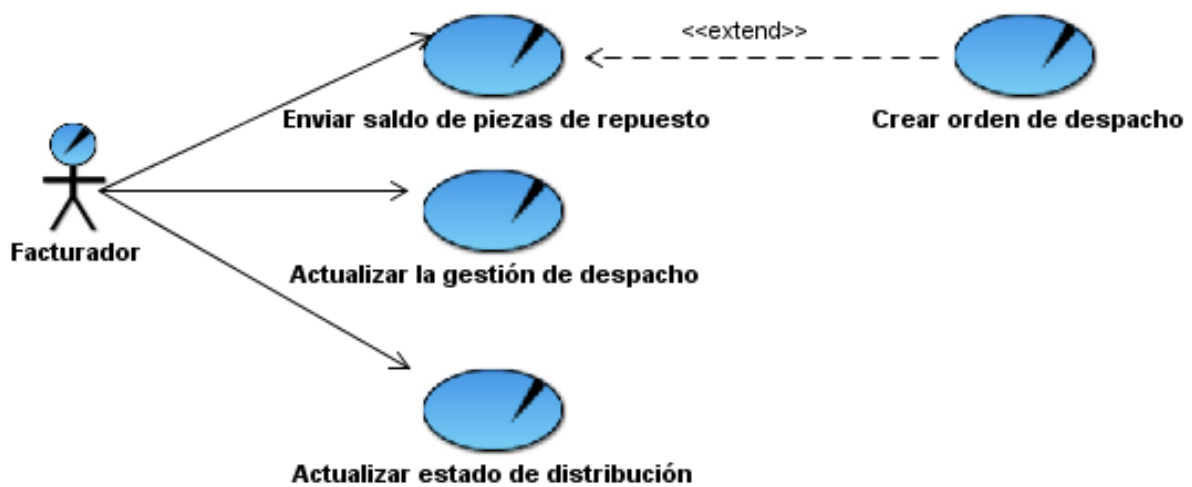 <<extend>>
Enviar saldo de piezas de repuesto
Crear orden de despacho
Facturador
Actualizar la gestión de despacho
Actualizar estado de distribución